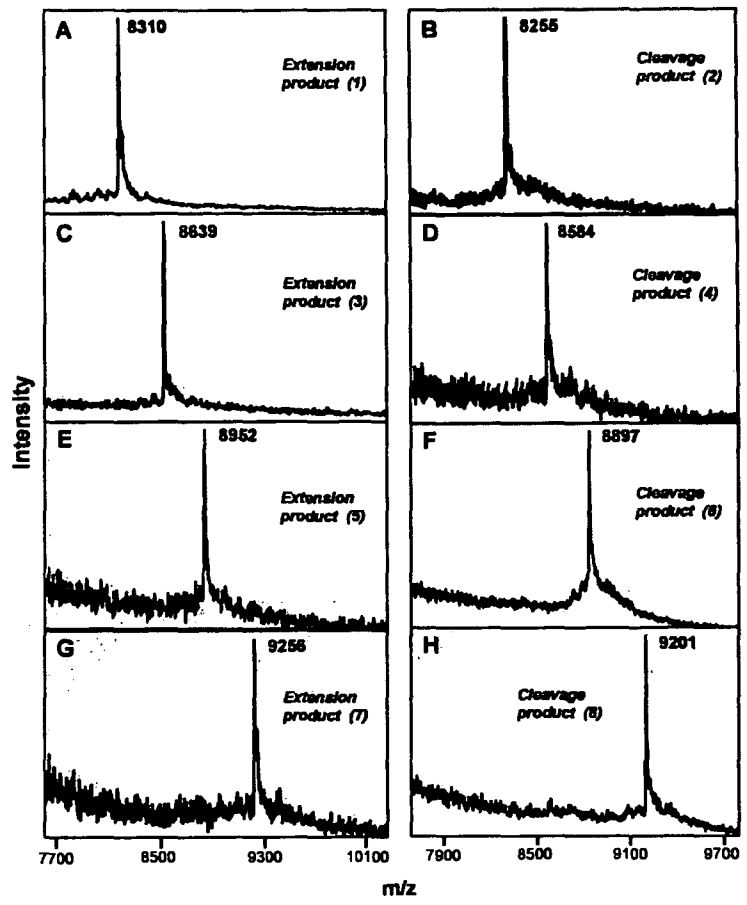 A
8310
Extension
product (1)
B
8255
Cleavage
product (2)
C
8639
Extension
product (3)
D
8584
Cleavage
product (4)
E
8952
Extension
product (5)
F
8897
Cleavage
product (6)
G
9256
Extension
product (7)
H
9201
Cleavage
product (8)
Intensity
7700 8500 9300 10100
7900 8500 9100 9700
m/z